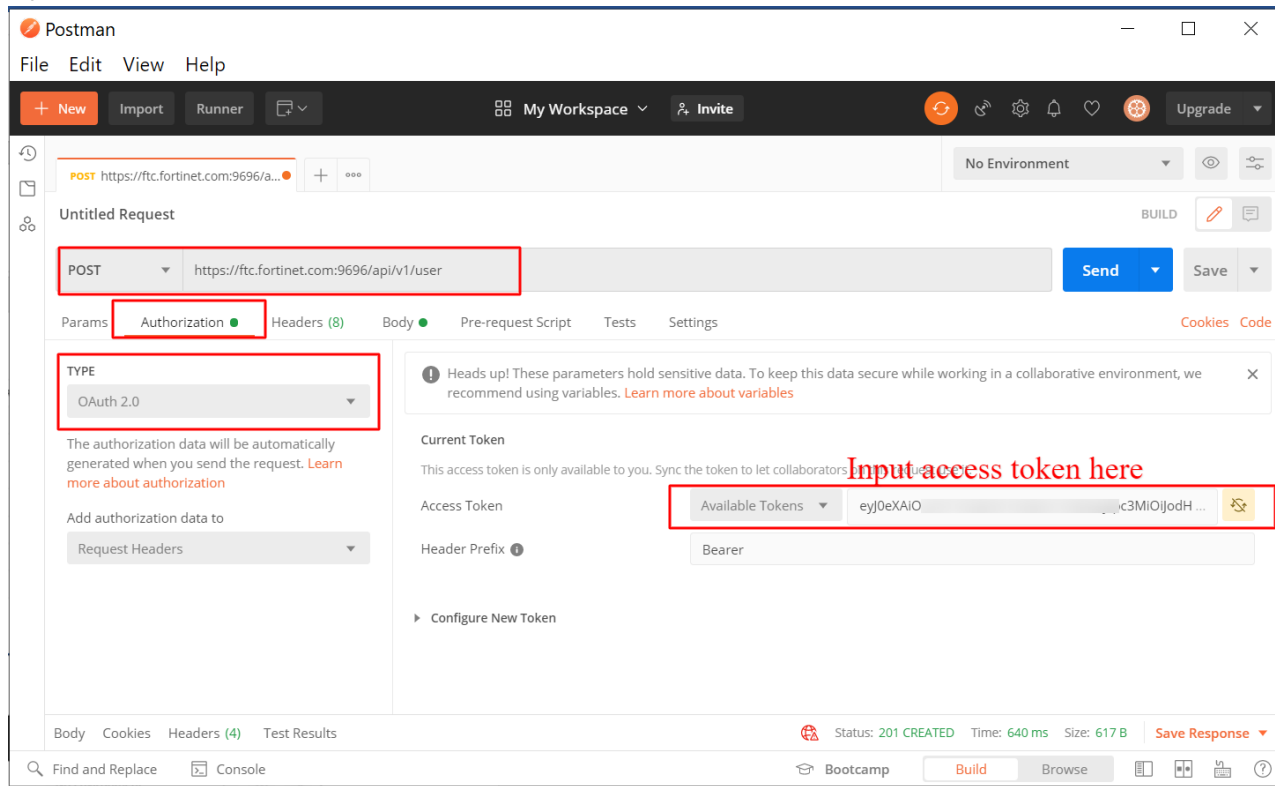 Postman
File Edit View Help
+ New Import Runner My Workspace Invite Upgrade
POST https://ftc.fortinet.com:9696/a... + ooo No Environment
Untitled Request BUILD
POST https://ftc.fortinet.com:9696/api/v1/user Send Save
Params Authorization Headers (8) Body Pre-request Script Tests Settings Cookies Code
TYPE
OAuth 2.0
The authorization data will be automatically
generated when you send the request. Learn
more about authorization
Add authorization data to
Request Headers
Heads up! These parameters hold sensitive data. To keep this data secure while working in a collaborative environment, we
recommend using variables. Learn more about variables
Current Token
This access token is only available to you. Sync the token to let collaborators on this request use it.
Input access token here
Access Token Available Tokens eyJ0eXAiO pc3MiOiJodH ...
Header Prefix Bearer
Configure New Token
Body Cookies Headers (4) Test Results Status: 201 CREATED Time: 640 ms Size: 617 B Save Response
Find and Replace Console Bootcamp Build Browse